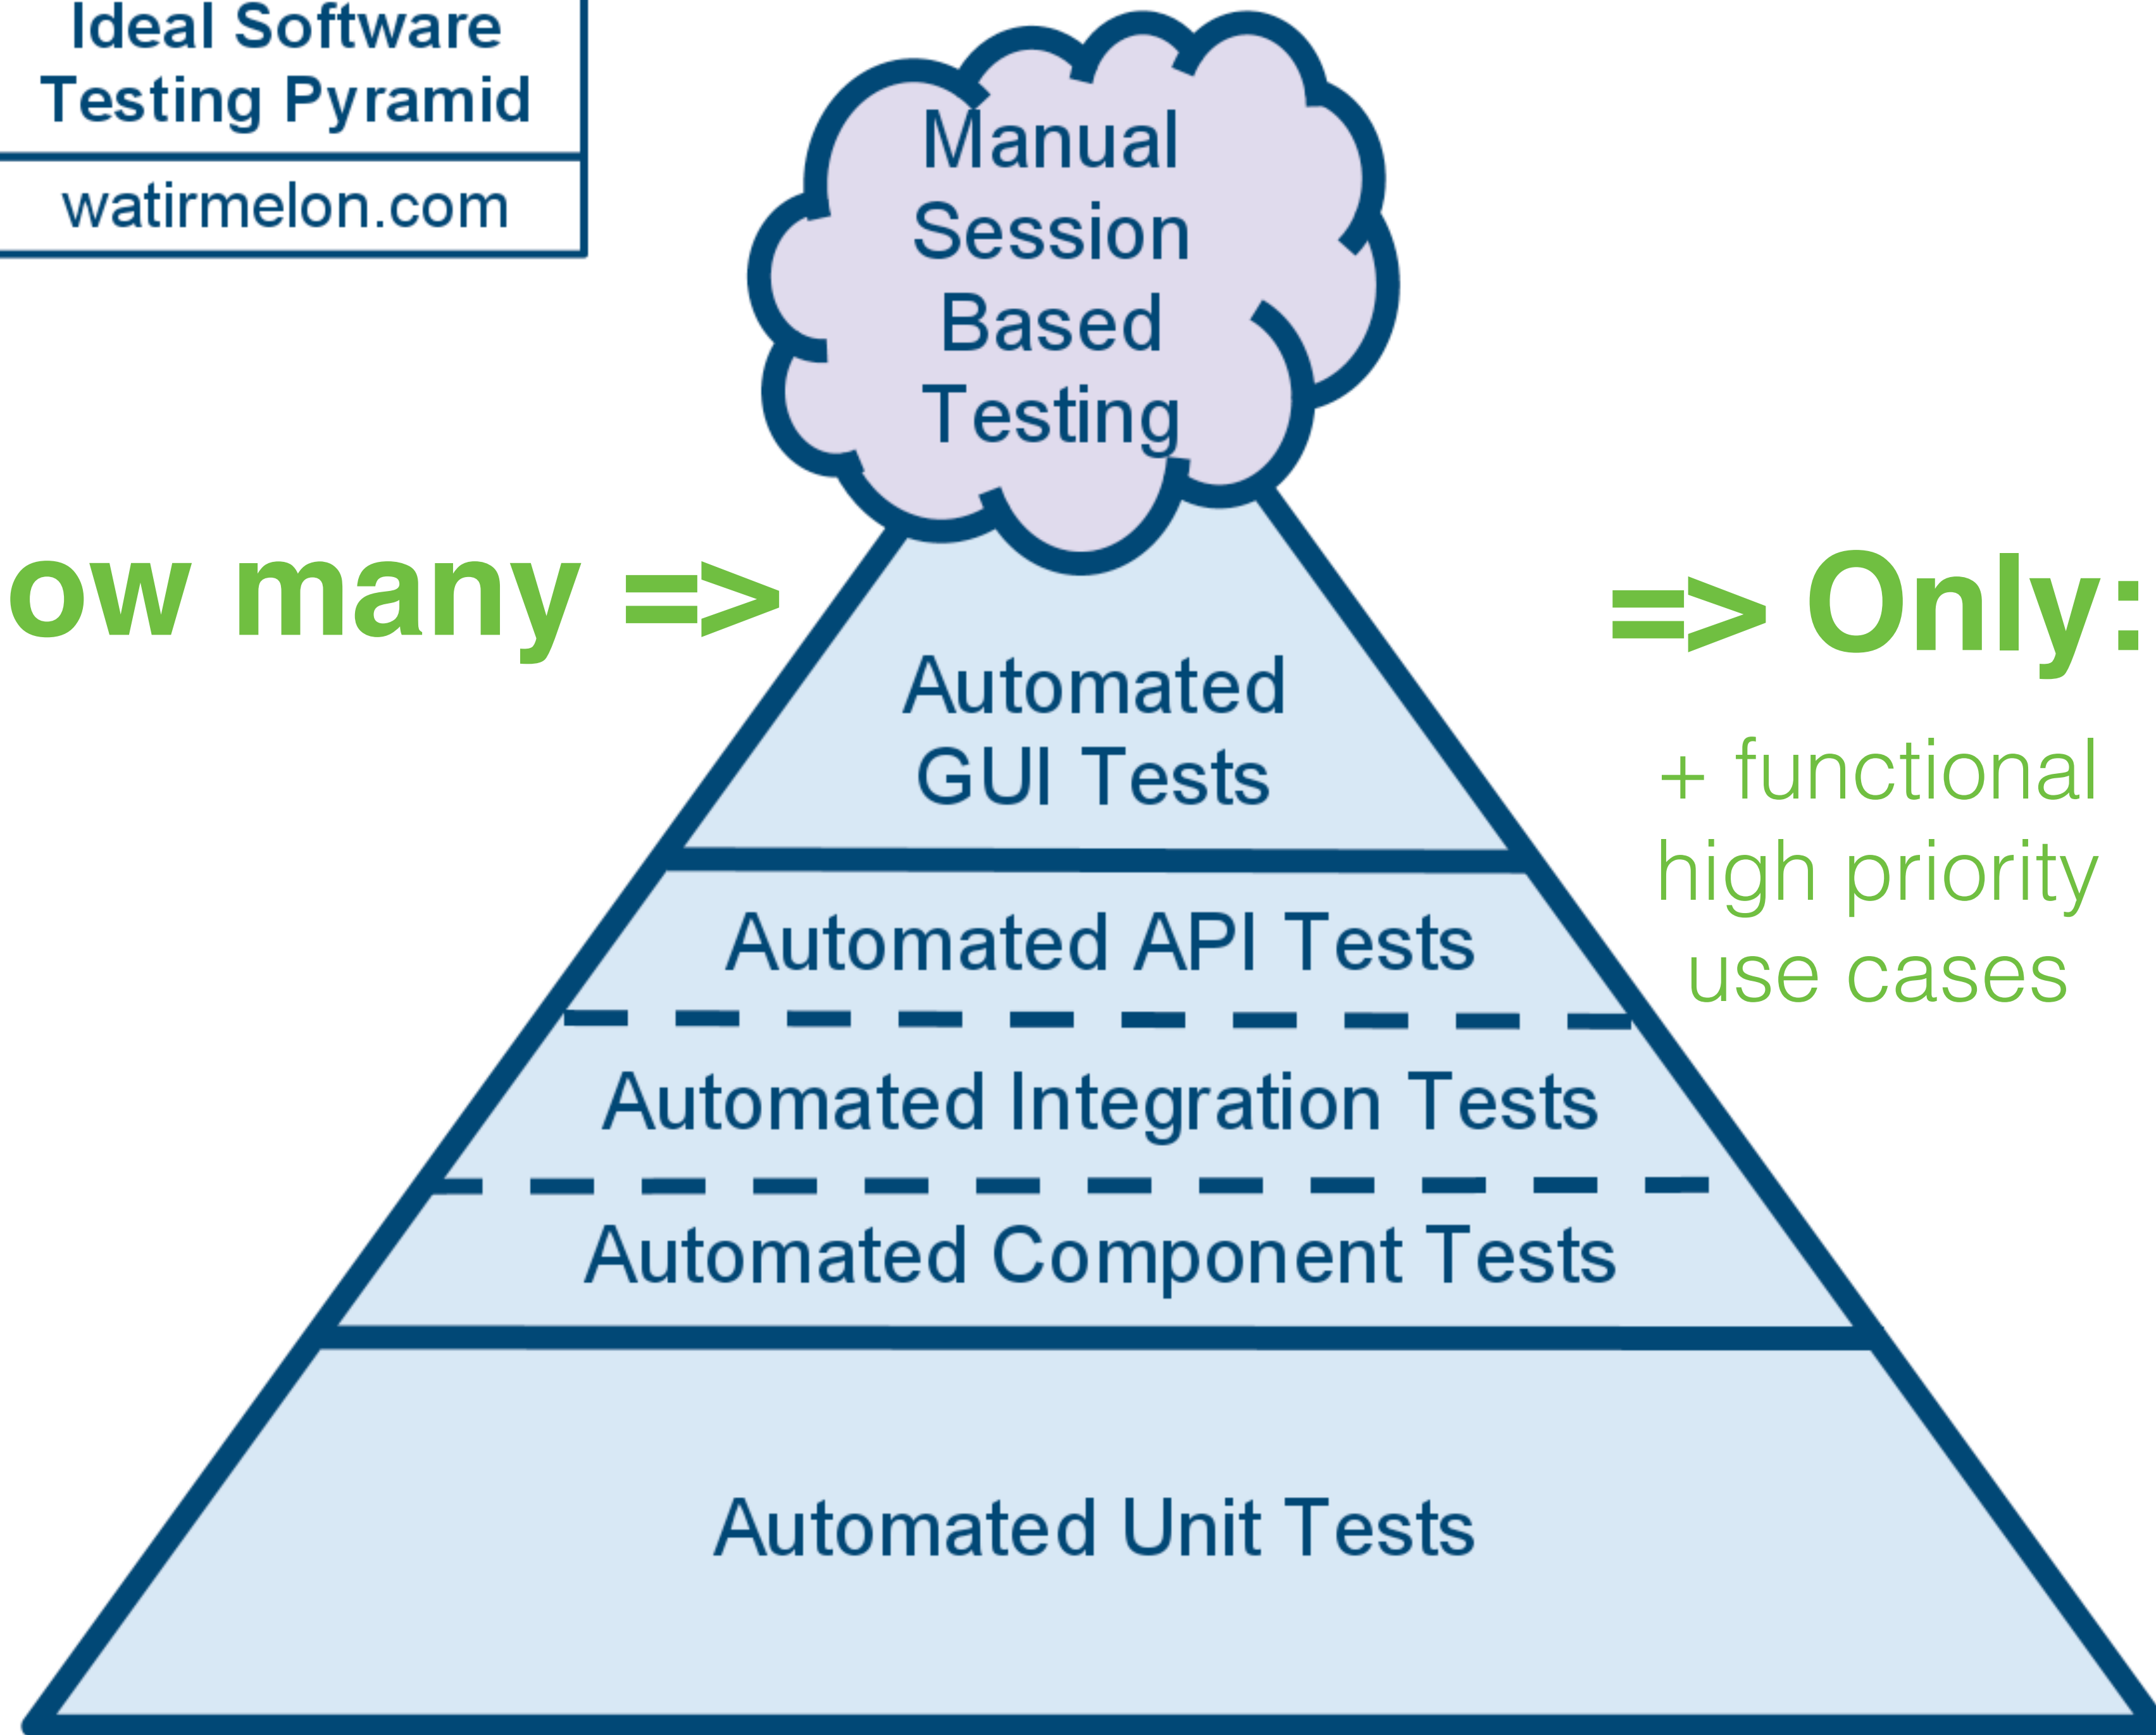 Ideal Software
Testing Pyramid
watirmelon.com
Manual
Session
Based
Testing
ow many =>
=> Only:
+ functional
high priority
use cases
Automated
GUI Tests
Automated API Tests
Automated Integration Tests
Automated Component Tests
Automated Unit Tests